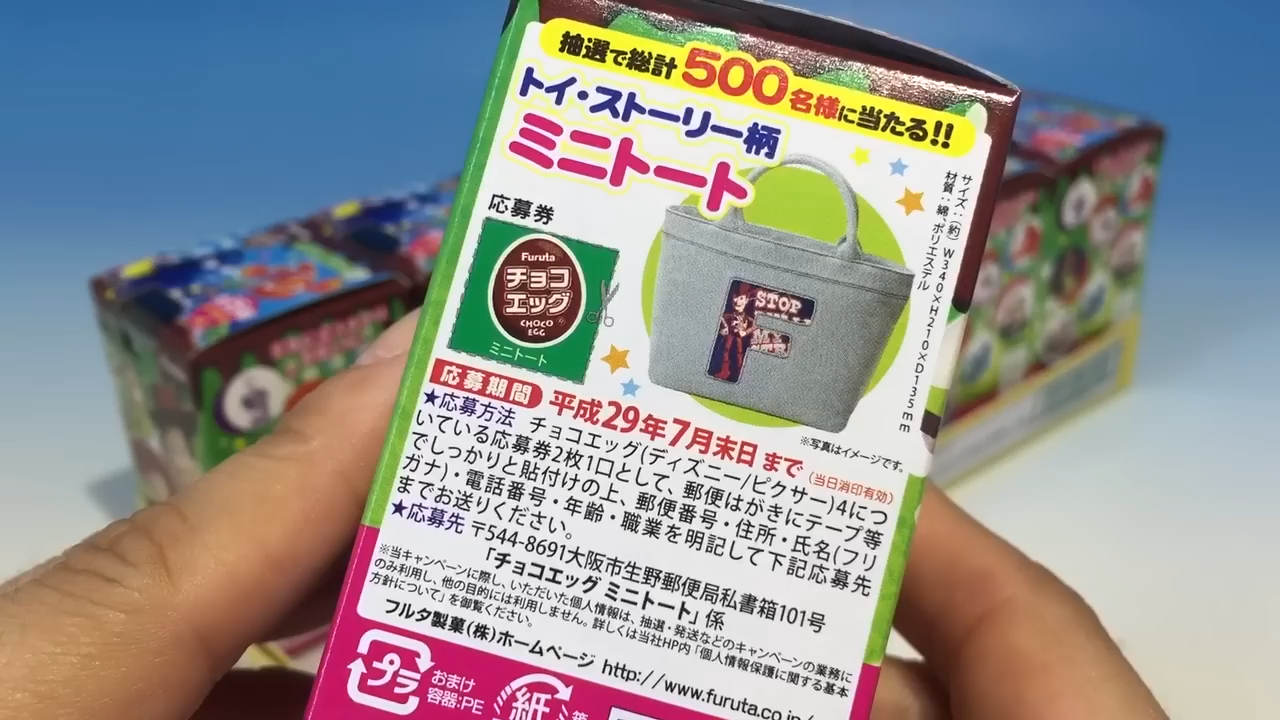 抽選で総計500名様に当たる!!
トイ・ストーリー柄
ミニトート
応募券
Furuta
チョコ
エッグ
CHOCO
EGG
ミニトート
STOP
MY
サイズ:(約)W340×H210×D135mm
材質:綿・ポリエステル
※写真はイメージです。
応募期間 平成29年7月末日まで(当日消印有効)
★応募方法 チョコエッグ(ディズニー/ピクサー)4につ
いている応募券2枚1口として、郵便はがきにテープ等
でしっかりと貼付けの上、郵便番号・住所・氏名(フリ
ガナ)・電話番号・年齢・職業を明記して下記応募先
までお送りください。
★応募先 〒544-8691大阪市生野郵便局私書箱101号
「チョコエッグ ミニトート」係
※当キャンペーンに際し、いただいた個人情報は、抽選・発送などのキャンペーンの業務に
のみ利用し、他の目的には利用しません。詳しくは当社HP内「個人情報保護に関する基本
方針について」を御覧ください。
フルタ製菓(株)ホームページ http://www.furuta.co.jp/
プラ
おまけ
容器:PE
紙
箱